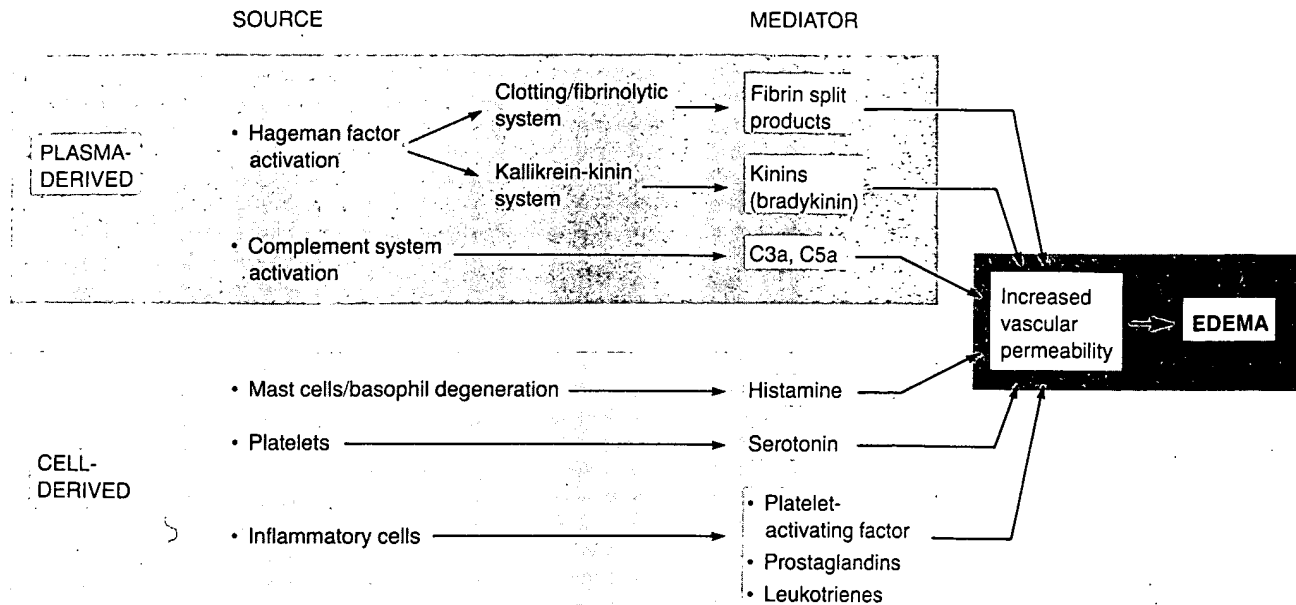 SOURCE
MEDIATOR
PLASMA-
DERIVED
• Hageman factor
activation
Clotting/fibrinolytic
system
Fibrin split
products
Kallikrein-kinin
system
Kinins
(bradykinin)
• Complement system
activation
C3a, C5a
Increased
vascular
permeability
EDEMA
CELL-
DERIVED
• Mast cells/basophil degeneration
Histamine
• Platelets
Serotonin
• Inflammatory cells
• Platelet-
activating factor
• Prostaglandins
• Leukotrienes